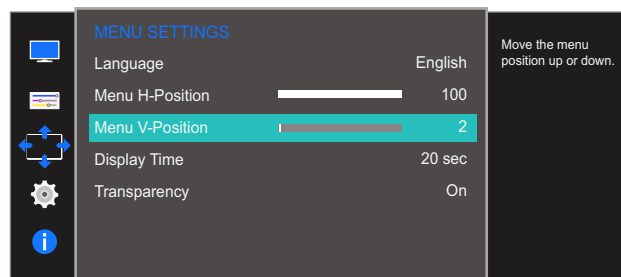 MENU SETTINGS
Language English
Menu H-Position 100
Menu V-Position 2
Display Time 20 sec
Transparency On
Move the menu
position up or down.
i